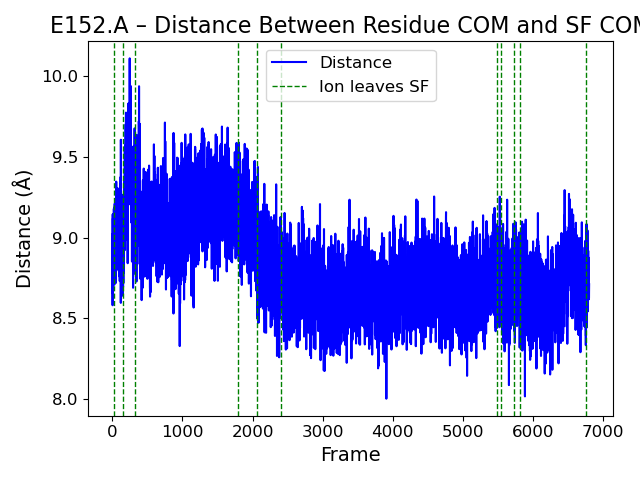 E152.A – Distance Between Residue COM and SF COM
Distance
Ion leaves SF
Distance (Å)
10.0
9.5
9.0
8.5
8.0
0 1000 2000 3000 4000 5000 6000 7000
Frame